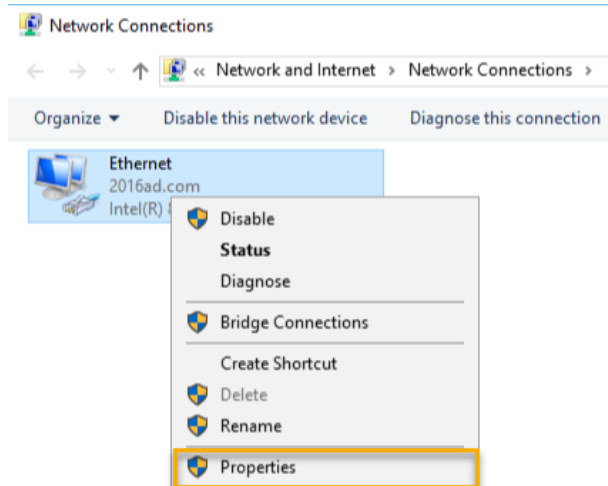 Network Connections
« Network and Internet > Network Connections >
Organize Disable this network device Diagnose this connection
Ethernet
2016ad.com
Intel(R)
Disable
Status
Diagnose
Bridge Connections
Create Shortcut
Delete
Rename
Properties